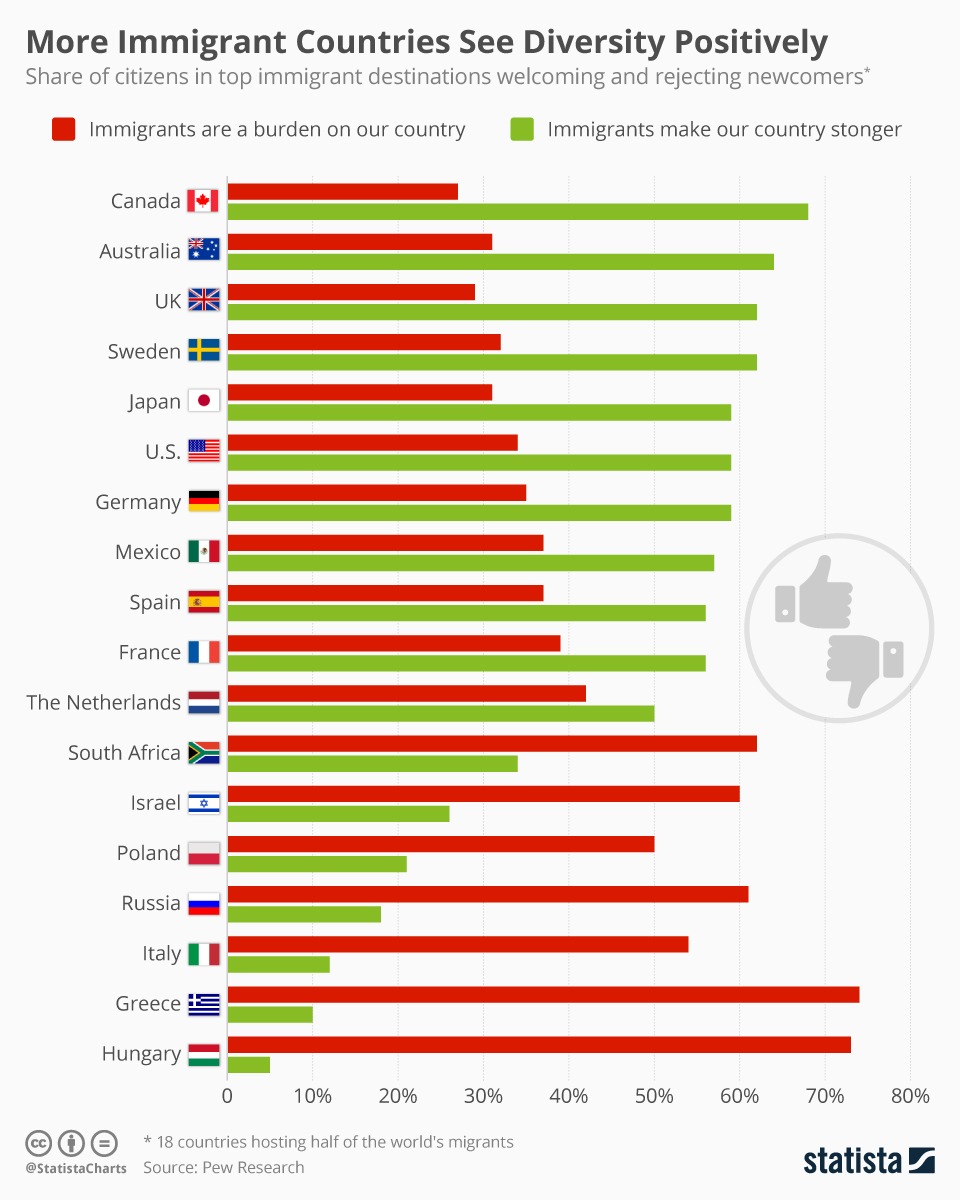 More Immigrant Countries See Diversity Positively
Share of citizens in top immigrant destinations welcoming and rejecting newcomers*
Immigrants are a burden on our country
Immigrants make our country stonger
Canada
Australia
UK
Sweden
Japan
U.S.
Germany
Mexico
Spain
France
The Netherlands
South Africa
Israel
Poland
Russia
Italy
Greece
Hungary
0 10% 20% 30% 40% 50% 60% 70% 80%
* 18 countries hosting half of the world's migrants
@StatistaCharts Source: Pew Research
cc
statista